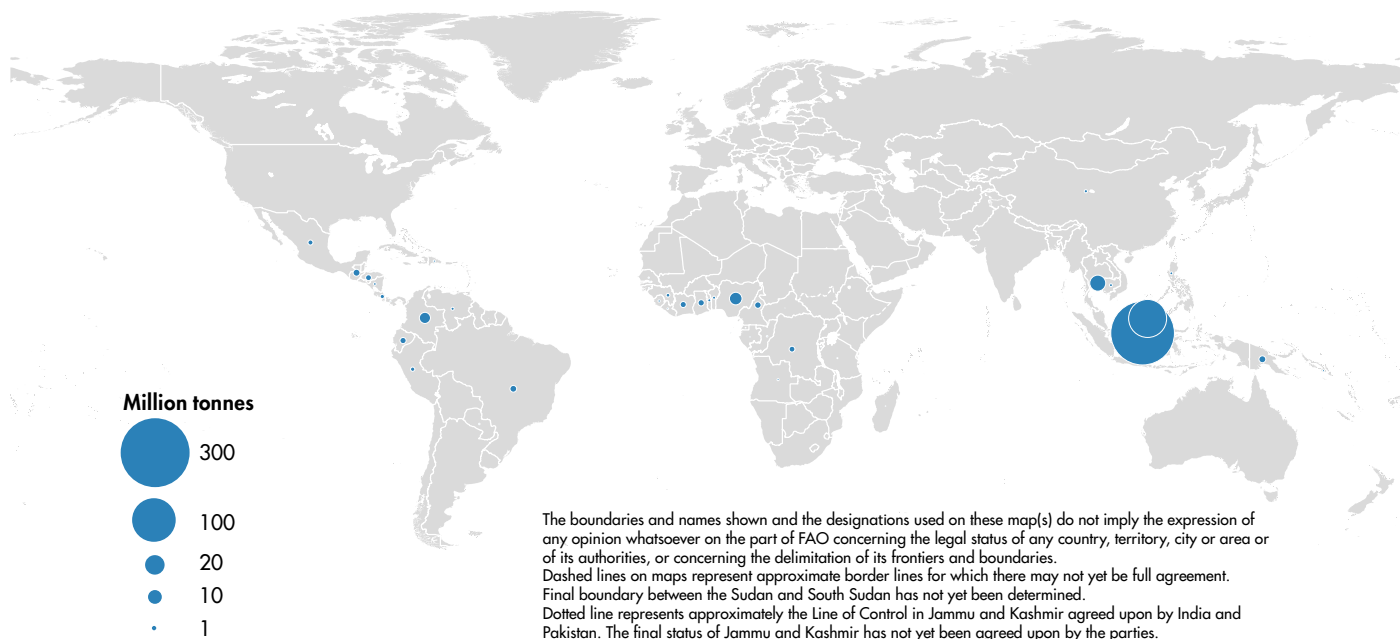 Million tonnes
300
100
20
10
1
The boundaries and names shown and the designations used on these map(s) do not imply the expression of
any opinion whatsoever on the part of FAO concerning the legal status of any country, territory, city or area or
of its authorities, or concerning the delimitation of its frontiers and boundaries.
Dashed lines on maps represent approximate border lines for which there may not yet be full agreement.
Final boundary between the Sudan and South Sudan has not yet been determined.
Dotted line represents approximately the Line of Control in Jammu and Kashmir agreed upon by India and
Pakistan. The final status of Jammu and Kashmir has not yet been agreed upon by the parties.